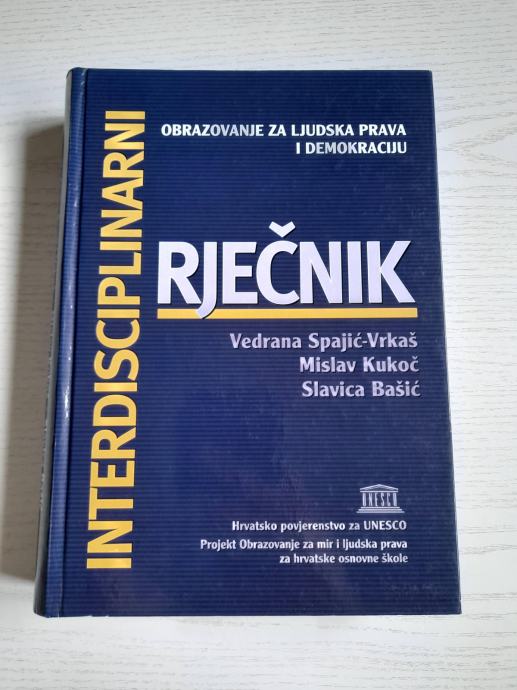 OBRAZOVANJE ZA LJUDSKA PRAVA
I DEMOKRACIJU
INTERDISCIPLINARNI
RJEČNIK
Vedrana Spajić-Vrkaš
Mislav Kukoč
Slavica Bašić
UNESCO
Hrvatsko povjerenstvo za UNESCO
Projekt Obrazovanje za mir i ljudska prava
za hrvatske osnovne škole